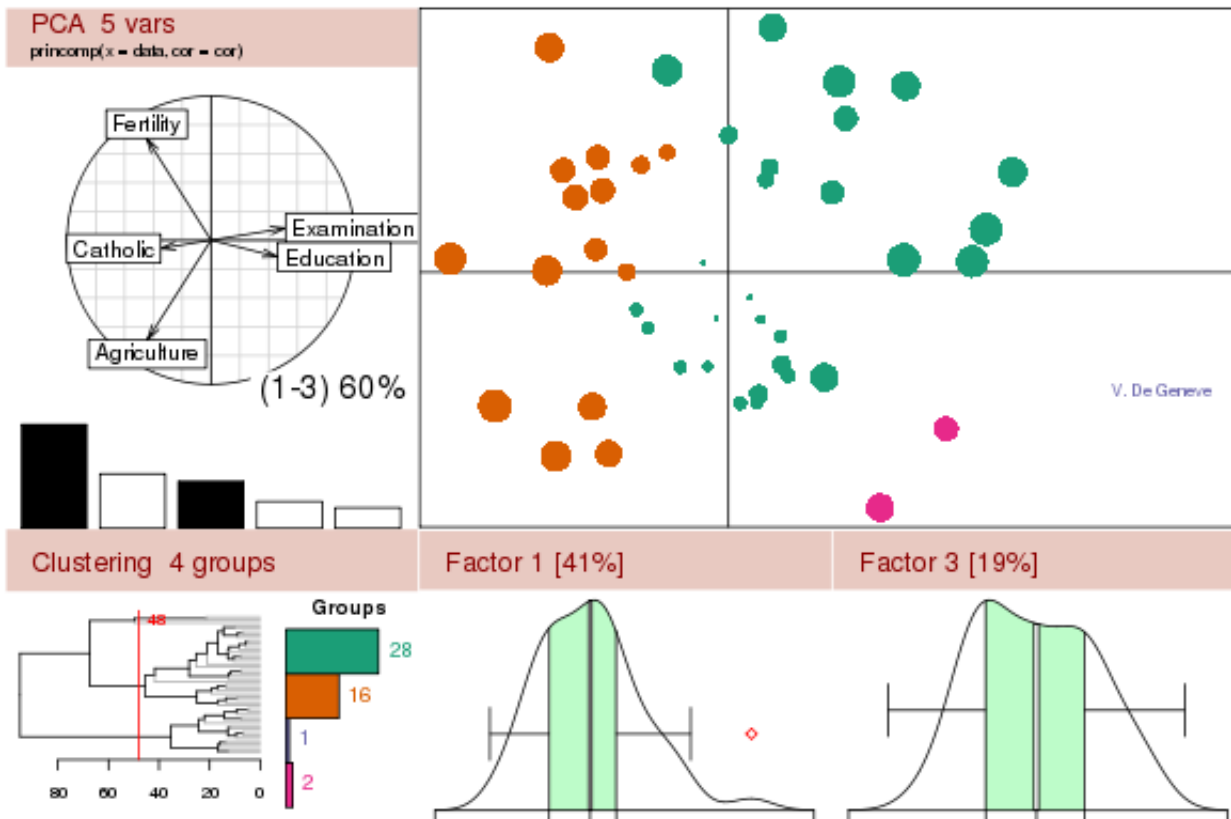 PCA 5 vars
princomp(x = data, cor = cor)
Fertility
Examination
Catholic
Education
Agriculture
(1-3) 60%
V. De Geneve
Clustering 4 groups
Factor 1 [41%]
Factor 3 [19%]
Groups
48
28
16
1
2
80 60 40 20 0